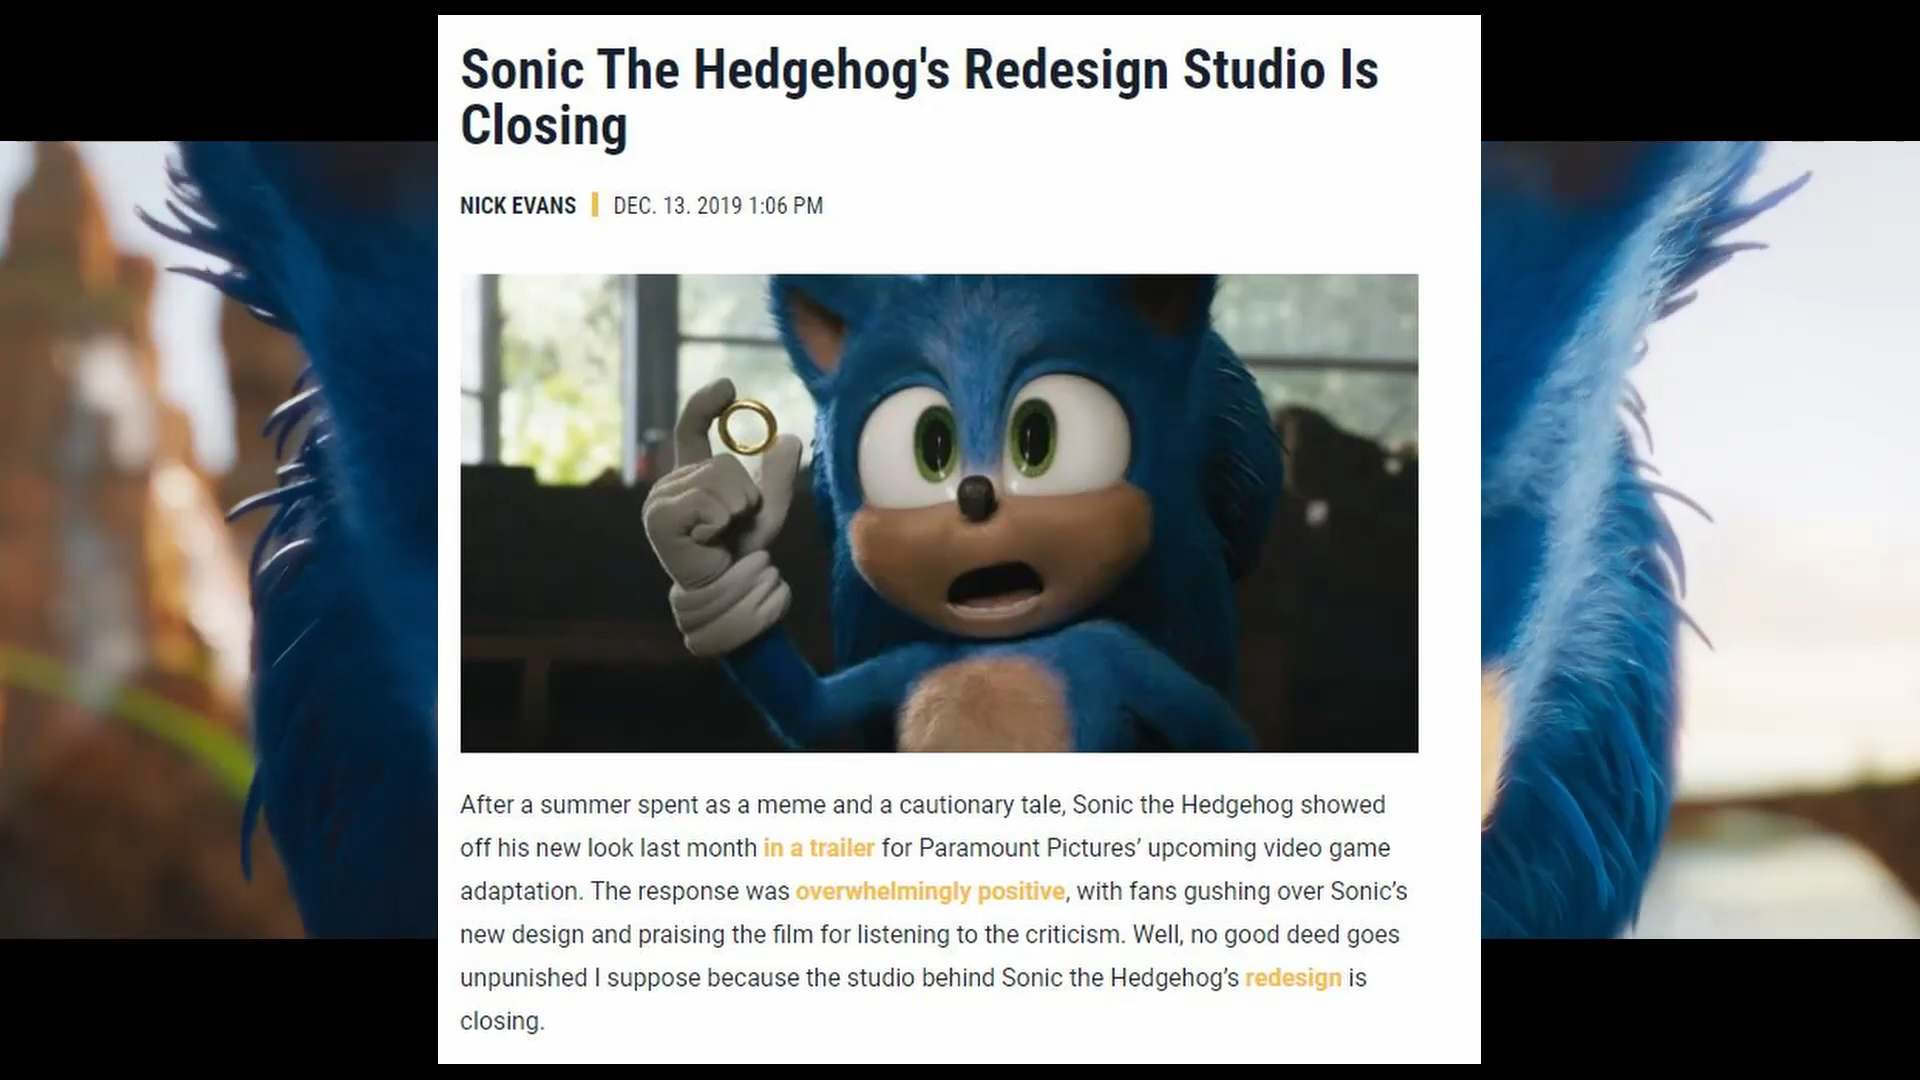 Sonic The Hedgehog's Redesign Studio Is
Closing
NICK EVANS
DEC. 13. 2019 1:06 PM
After a summer spent as a meme and a cautionary tale, Sonic the Hedgehog showed
off his new look last month in a trailer for Paramount Pictures’ upcoming video game
adaptation. The response was overwhelmingly positive, with fans gushing over Sonic’s
new design and praising the film for listening to the criticism. Well, no good deed goes
unpunished I suppose because the studio behind Sonic the Hedgehog’s redesign is
closing.